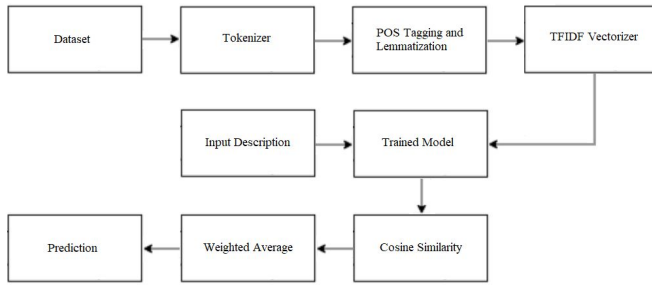 Dataset
Tokenizer
POS Tagging and
Lemmatization
TFIDF Vectorizer
Input Description
Trained Model
Prediction
Weighted Average
Cosine Similarity